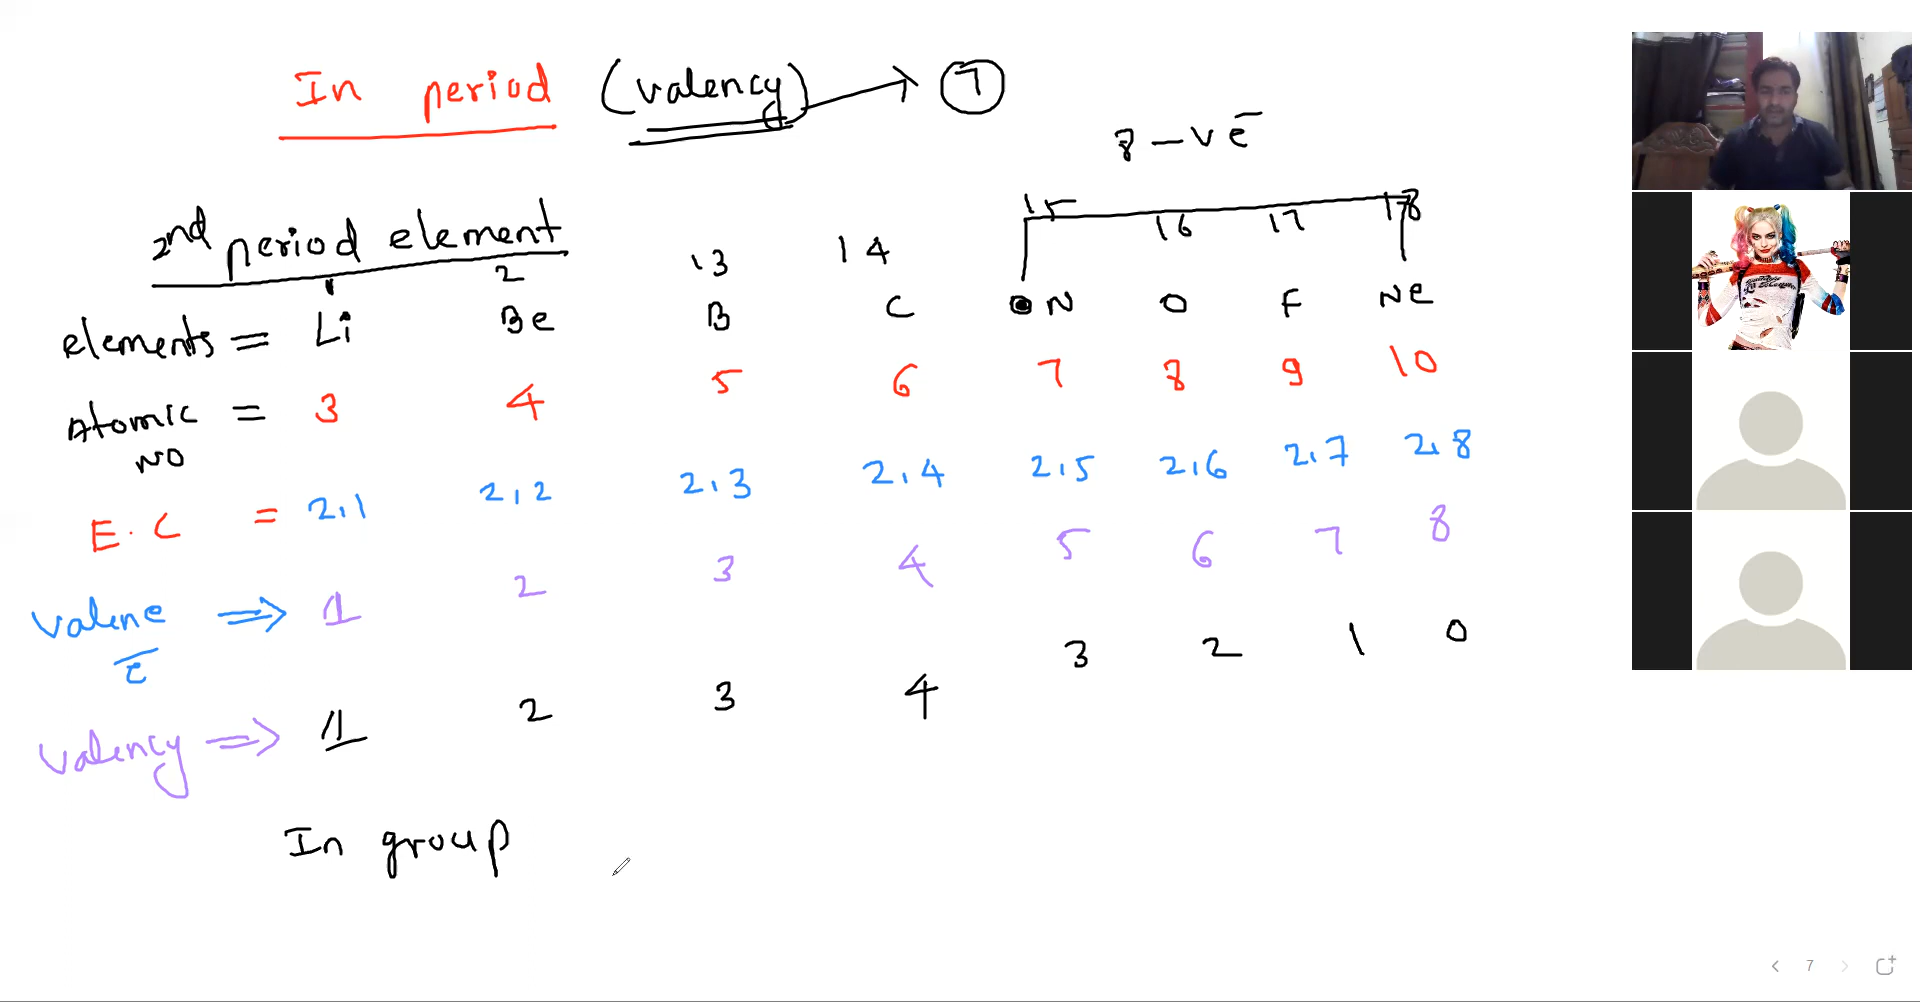 In period (valency) → 7
8 - v e⁻
2nd period element
15 16 17 18
1 2 13 14
elements = Li Be B C N O F Ne
Atomic NO = 3 4 5 6 7 8 9 10
E.C = 2,1 2,2 2,3 2,4 2,5 2,6 2,7 2,8
Valene e⁻ ⇒ 1 2 3 4 5 6 7 8
Valency ⇒ 1 2 3 4 3 2 1 0
In group
7